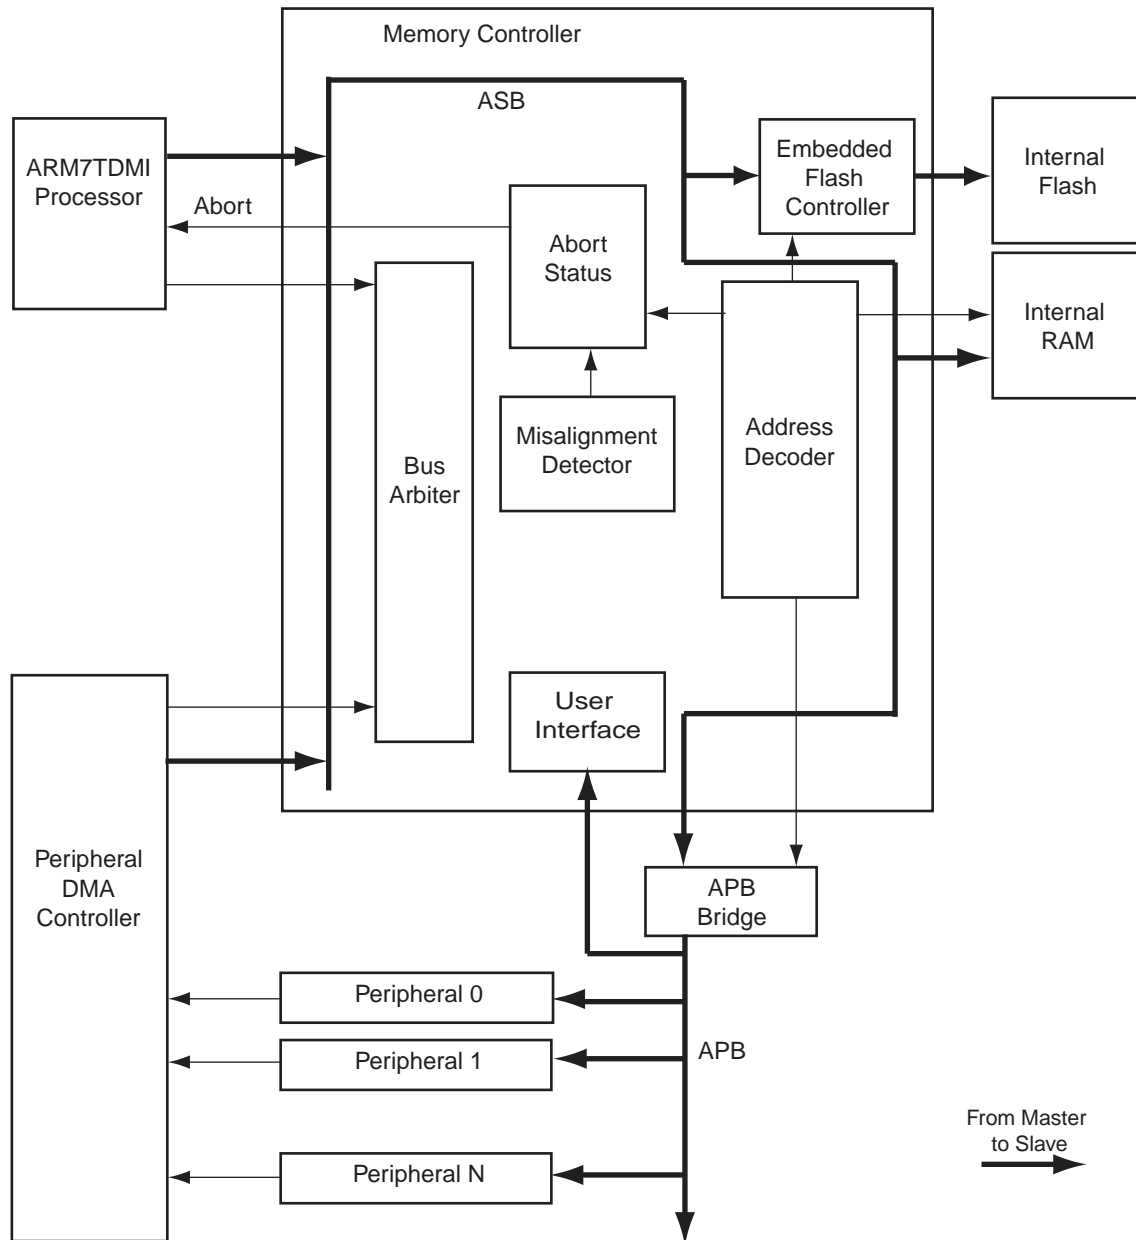 Memory Controller
ASB
ARM7TDMI
Processor
Abort
Embedded
Flash
Controller
Internal
Flash
Abort
Status
Internal
RAM
Misalignment
Detector
Address
Decoder
Bus
Arbiter
User
Interface
Peripheral
DMA
Controller
APB
Bridge
Peripheral 0
Peripheral 1
APB
Peripheral N
From Master
to Slave